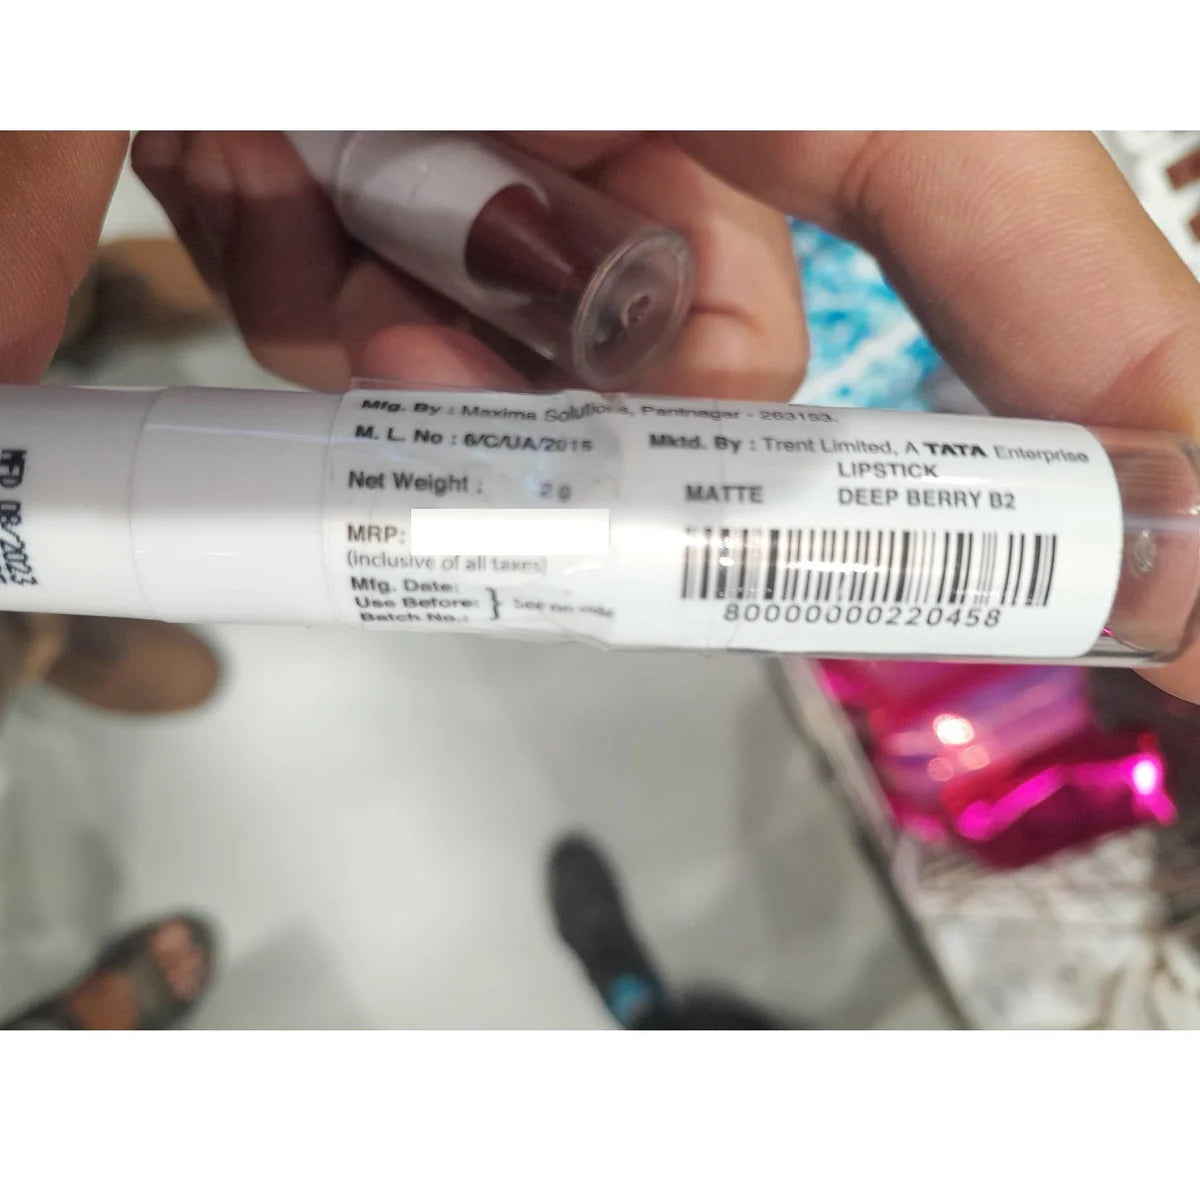 MFD 08/2023
Mfg. By : Maxima Solutions, Pantnagar - 263153.
M. L. No : 6/C/UA/2015
Mktd. By : Trent Limited, A TATA Enterprise
LIPSTICK
Net Weight : 2 g
MATTE DEEP BERRY B2
MRP:
(inclusive of all taxes)
Mfg. Date:
Use Before: } See on side
Batch No.:
80000000220458